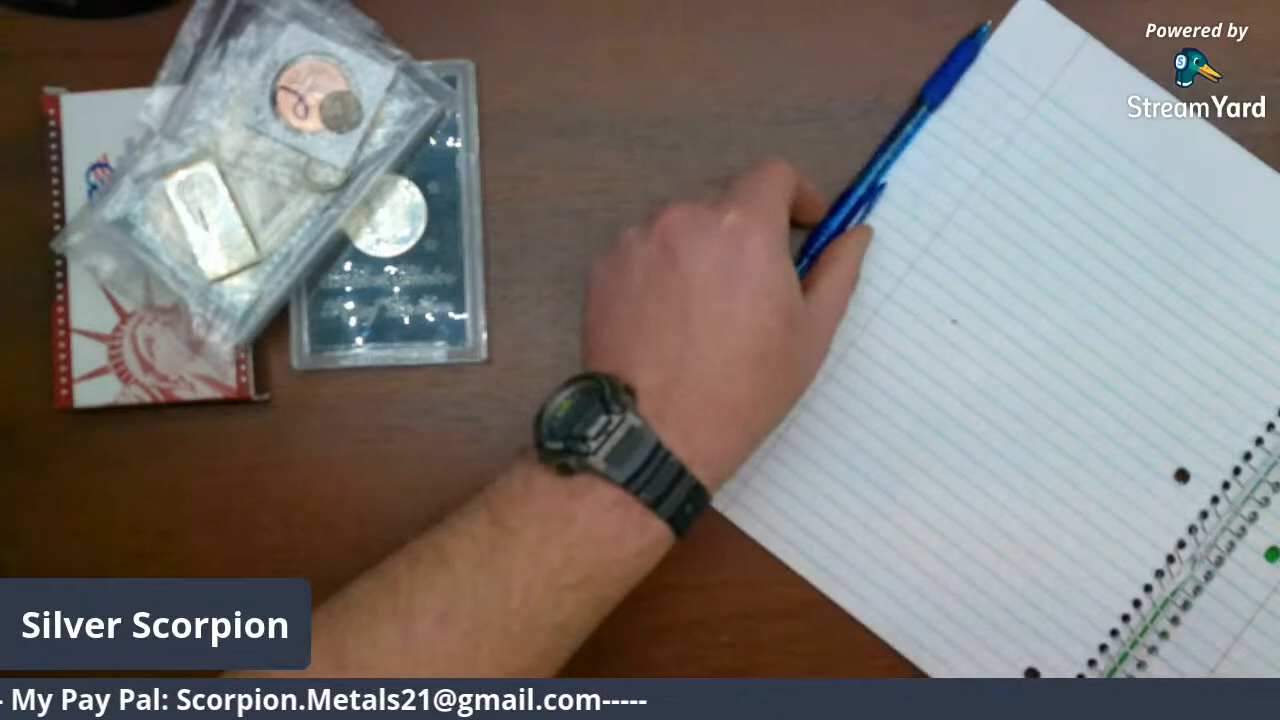 Powered by
StreamYard
Silver Scorpion
- My Pay Pal: Scorpion.Metals21@gmail.com-----